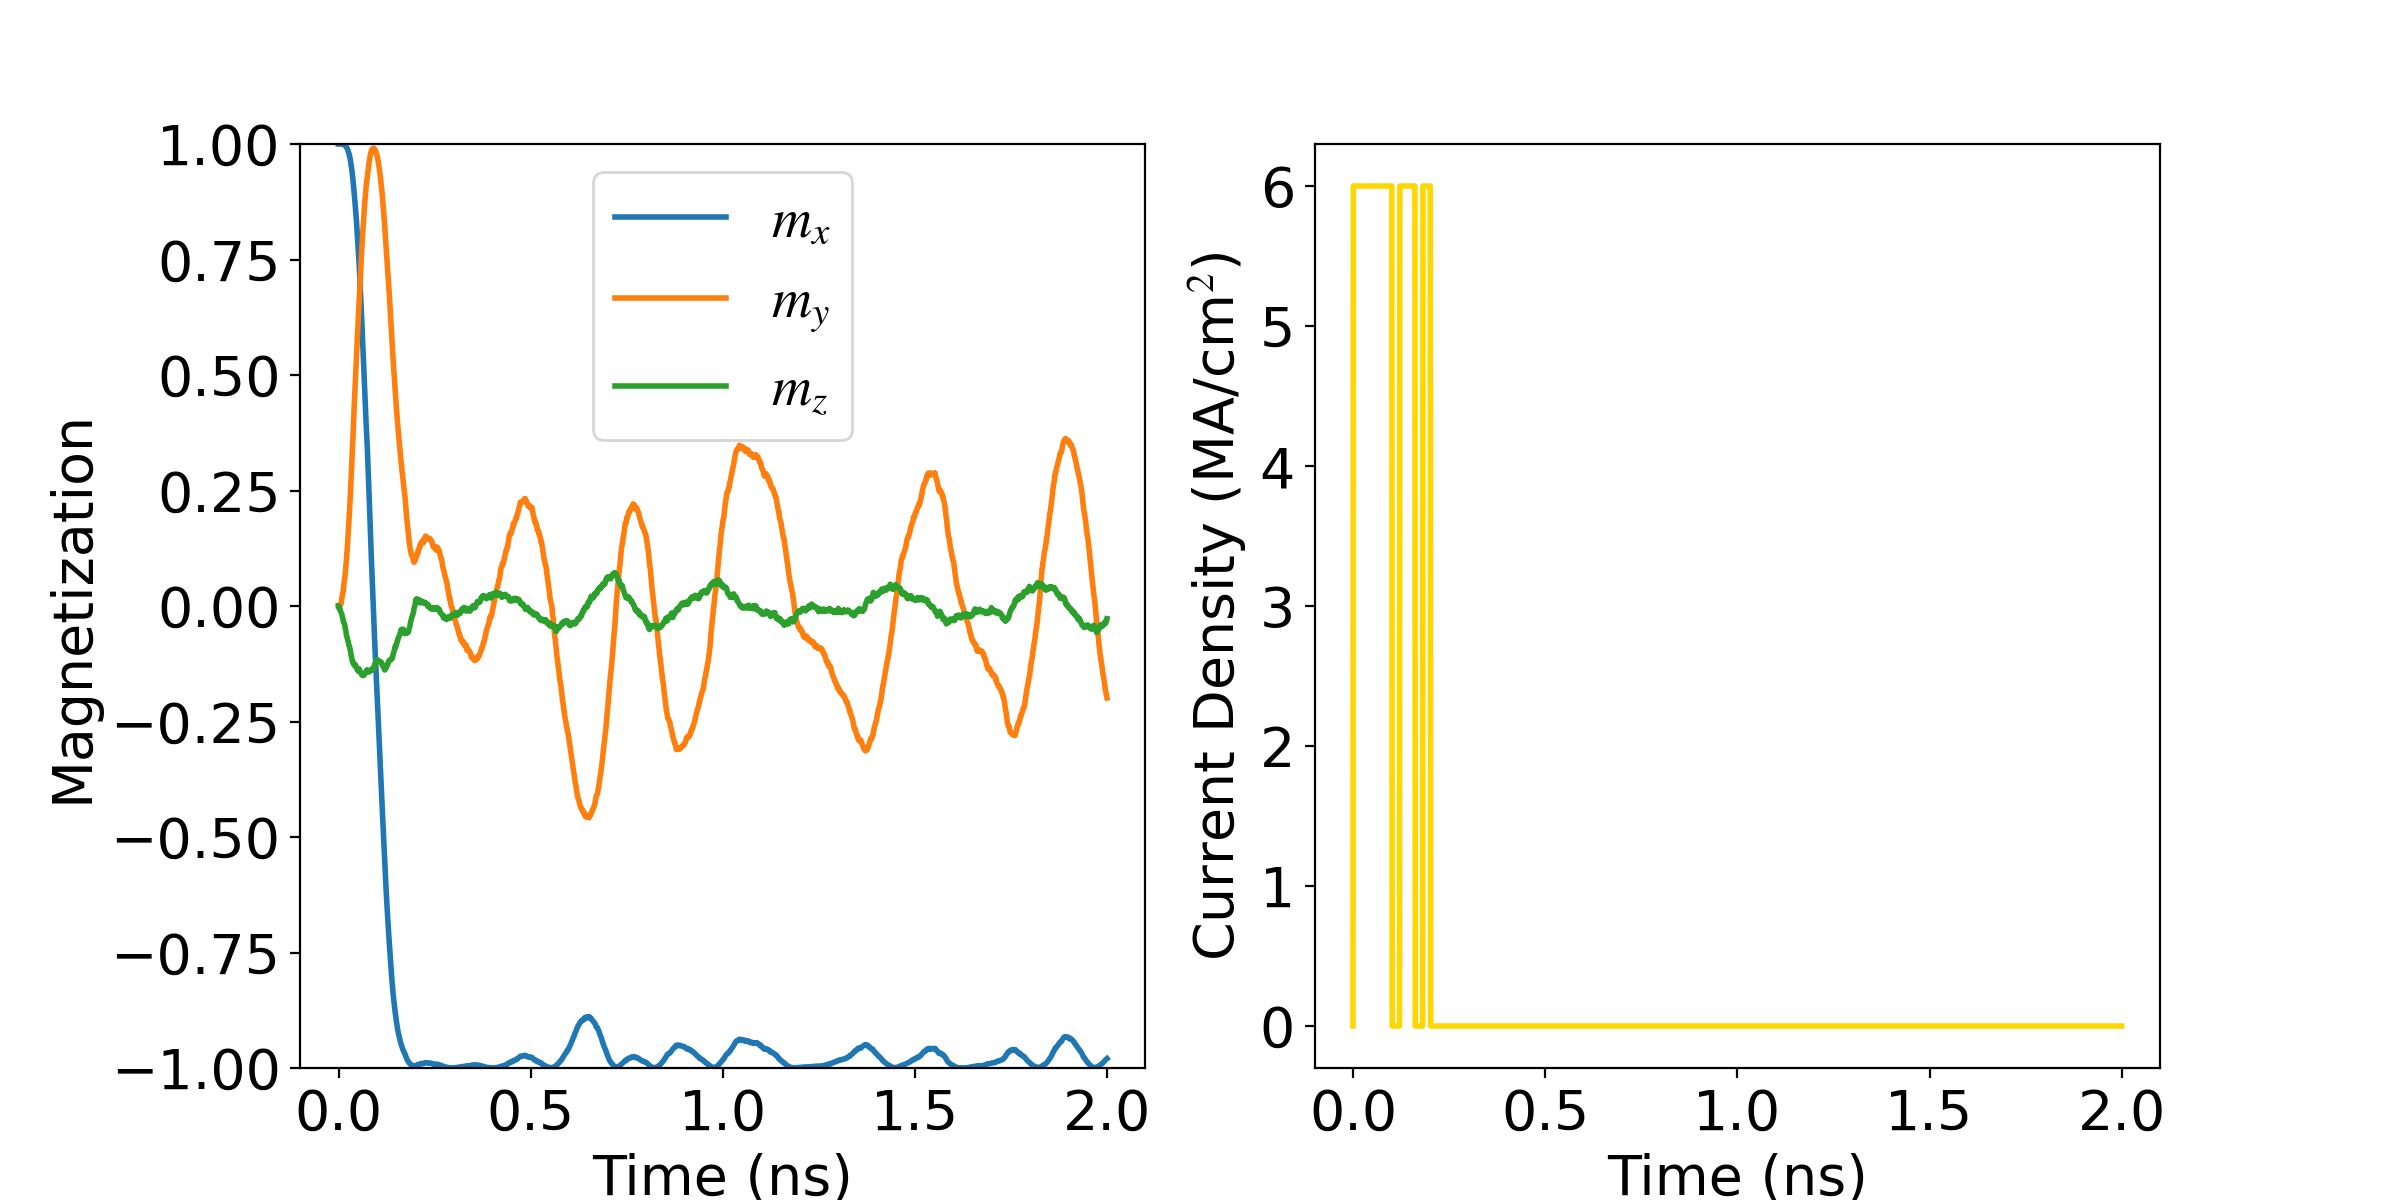 1.00
0.75
0.50
0.25
0.00
−0.25
−0.50
−0.75
−1.00
Magnetization
0.0 0.5 1.0 1.5 2.0
Time (ns)
m_x
m_y
m_z
6
5
4
3
2
1
0
Current Density (MA/cm²)
0.0 0.5 1.0 1.5 2.0
Time (ns)